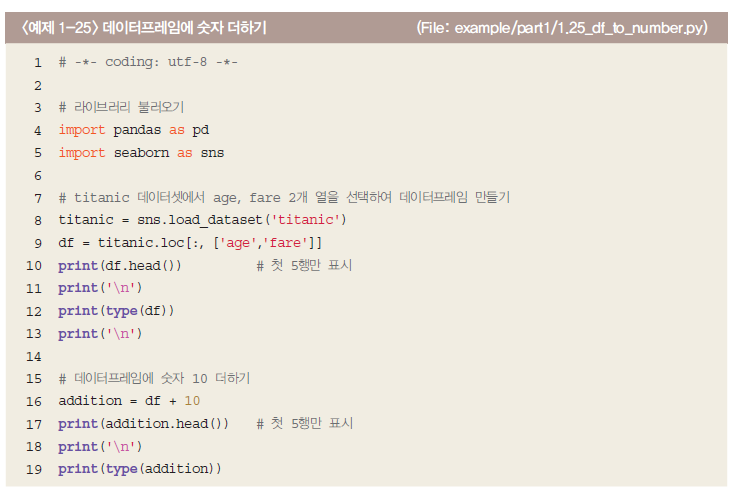 〈예제 1-25〉 데이터프레임에 숫자 더하기 (File: example/part1/1.25_df_to_number.py)
1 # -*- coding: utf-8 -*-
2
3 # 라이브러리 불러오기
4 import pandas as pd
5 import seaborn as sns
6
7 # titanic 데이터셋에서 age, fare 2개 열을 선택하여 데이터프레임 만들기
8 titanic = sns.load_dataset('titanic')
9 df = titanic.loc[:, ['age','fare']]
10 print(df.head()) # 첫 5행만 표시
11 print('\n')
12 print(type(df))
13 print('\n')
14
15 # 데이터프레임에 숫자 10 더하기
16 addition = df + 10
17 print(addition.head()) # 첫 5행만 표시
18 print('\n')
19 print(type(addition))